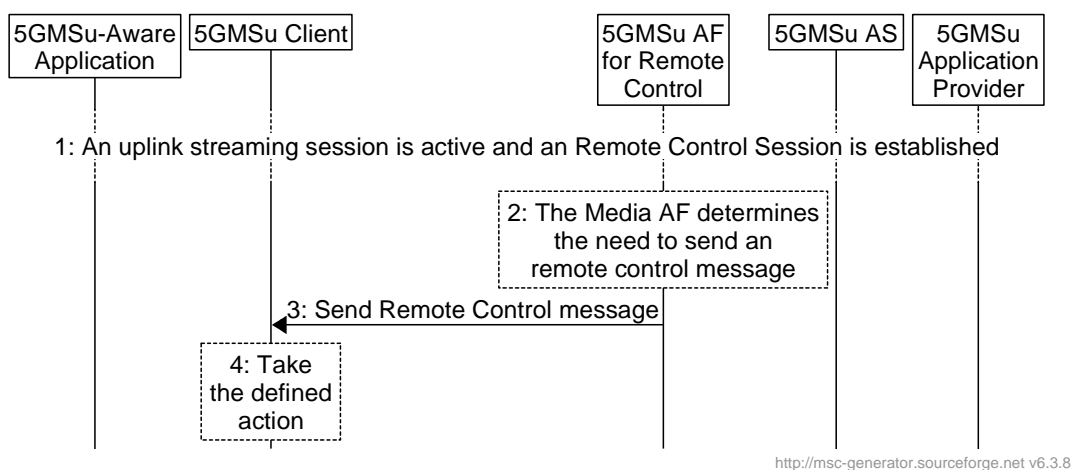 5GMSu-Aware
Application
5GMSu Client
5GMSu AF
for Remote
Control
5GMSu AS
5GMSu
Application
Provider
1: An uplink streaming session is active and an Remote Control Session is established
2: The Media AF determines
the need to send an
remote control message
3: Send Remote Control message
4: Take
the defined
action
http://msc-generator.sourceforge.net v6.3.8